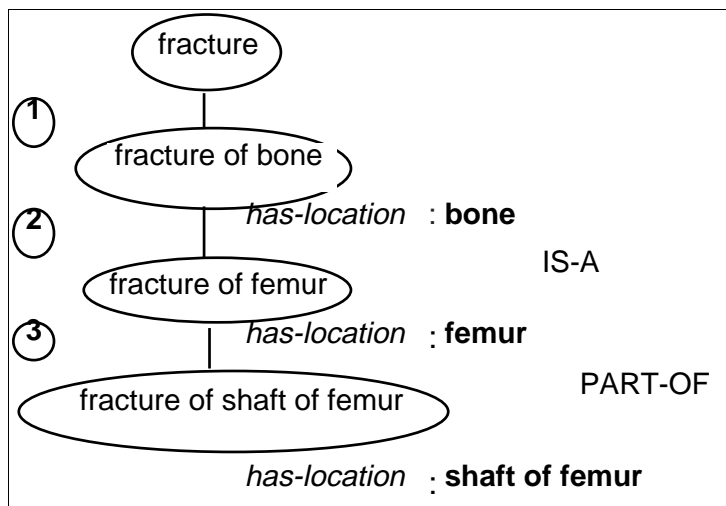 fracture
1
fracture of bone
has-location : bone
2
IS-A
fracture of femur
has-location : femur
3
PART-OF
fracture of shaft of femur
has-location : shaft of femur